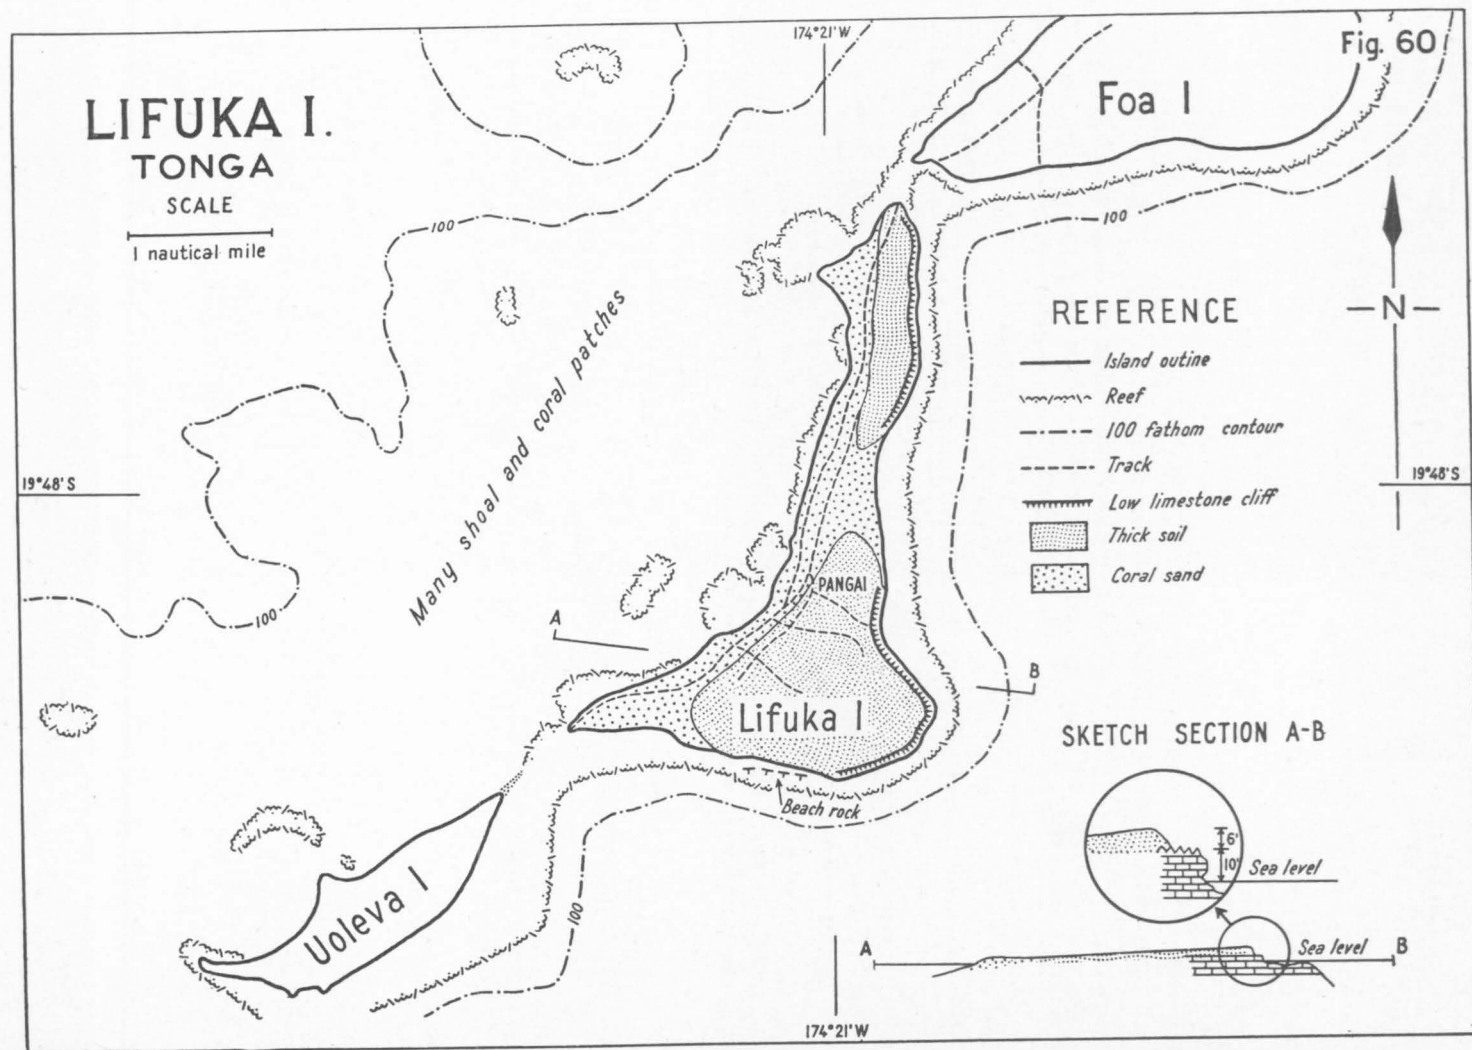 174°21'W
Fig. 60
LIFUKA I.
TONGA
SCALE
1 nautical mile
Foa I
100
100
Many shoal and coral patches
REFERENCE
Island outine
Reef
100 fathom contour
Track
Low limestone cliff
Thick soil
Coral sand
N
19°48'S
19°48'S
100
PANGAI
A
B
Lifuka I
Beach rock
SKETCH SECTION A-B
6'
10'
Sea level
Uoleva I
100
A
Sea level
B
174°21'W